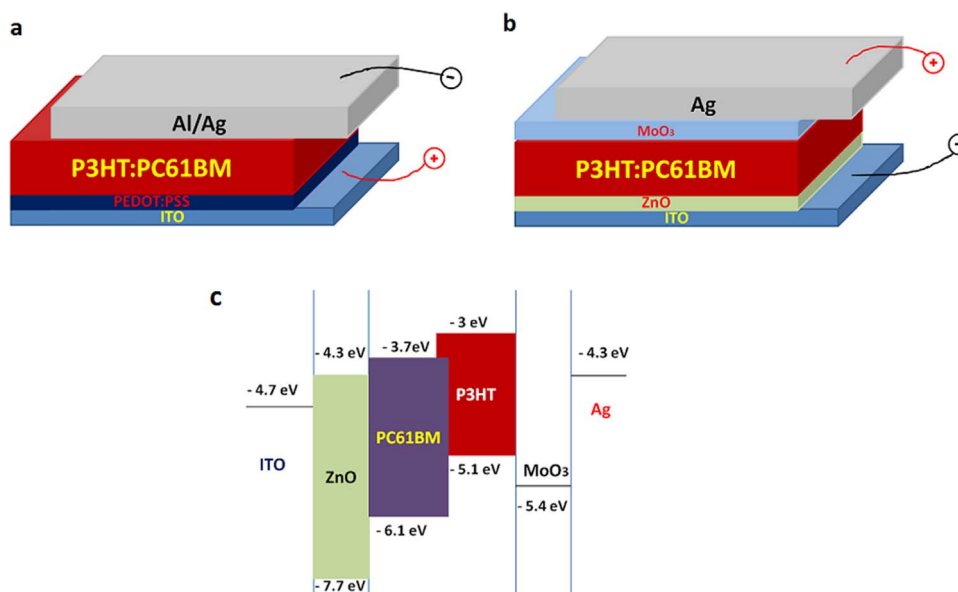 a
Al/Ag
P3HT:PC61BM
PEDOT:PSS
ITO
-
+
b
Ag
MoO₃
P3HT:PC61BM
ZnO
ITO
+
-
c
- 3 eV
- 4.3 eV
- 3.7eV
- 4.3 eV
- 4.7 eV
P3HT
Ag
PC61BM
ITO
ZnO
- 5.1 eV
MoO₃
- 5.4 eV
- 6.1 eV
- 7.7 eV